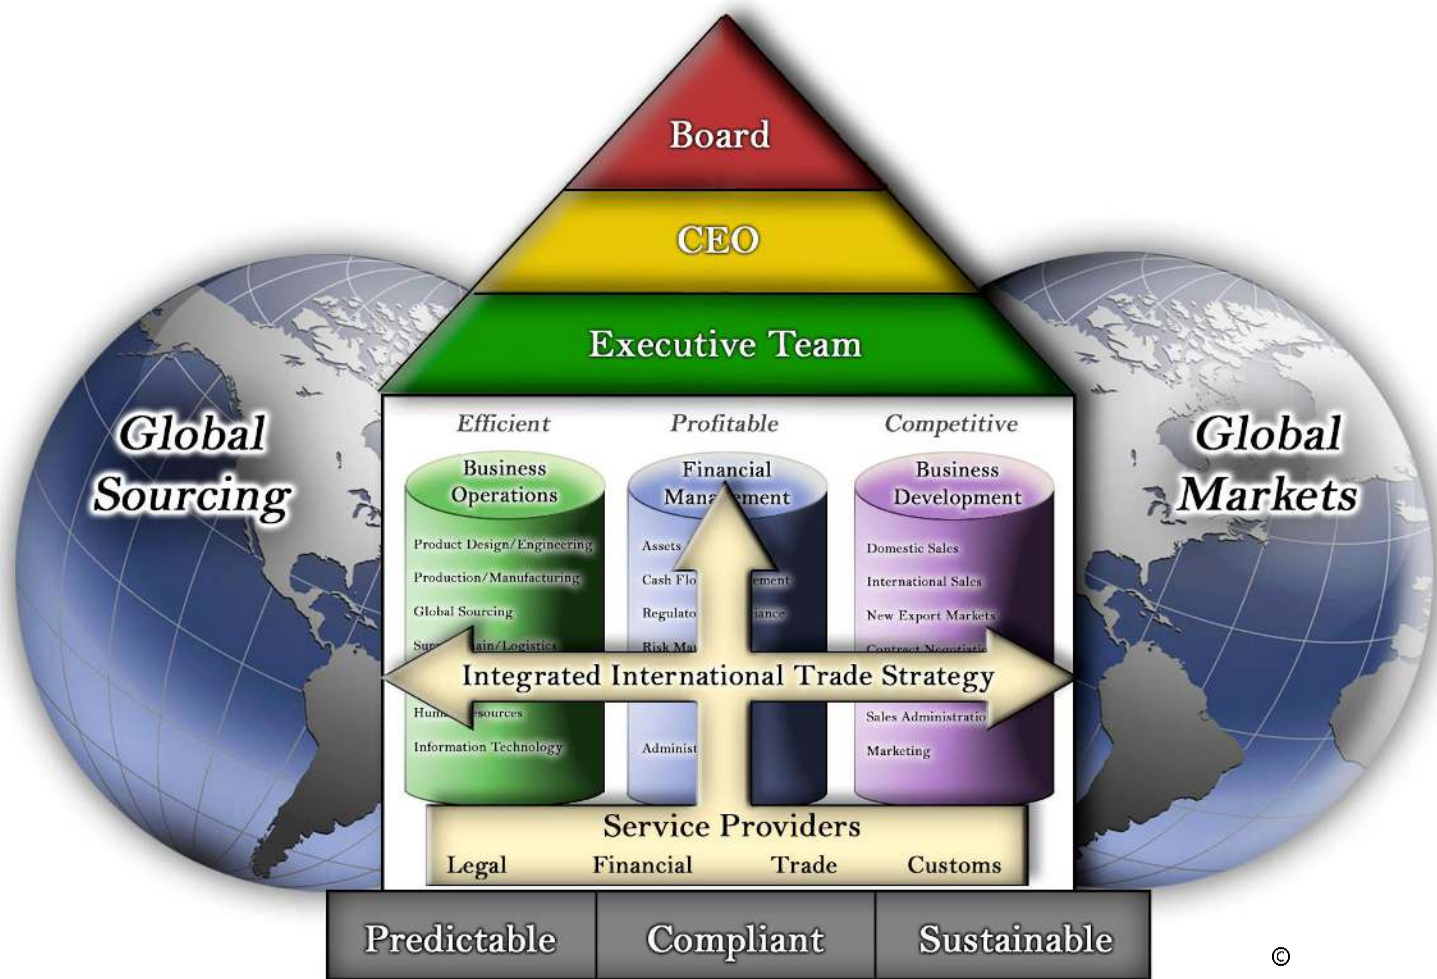 Board
CEO
Executive Team
Global
Sourcing
Global
Markets
Efficient
Profitable
Competitive
Business
Operations
Product Design/Engineering
Production/Manufacturing
Global Sourcing
Information Technology
Financial
Assets
Cash
Business
Development
Domestic Sales
International Sales
New Export Markets
Contract
Sales
Marketing
Integrated International Trade Strategy
Service Providers
Legal Financial Trade Customs
Predictable Compliant Sustainable
©